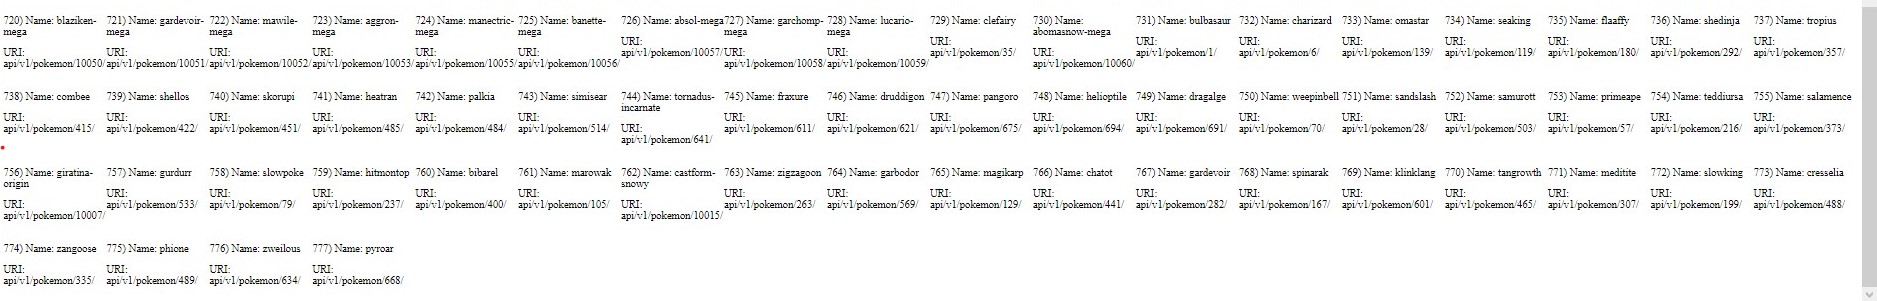 720) Name: blaziken-
mega
URI:
api/v1/pokemon/10050/
721) Name: gardevoir-
mega
URI:
api/v1/pokemon/10051/
722) Name: mawile-
mega
URI:
api/v1/pokemon/10052/
723) Name: aggron-
mega
URI:
api/v1/pokemon/10053/
724) Name: manectric-
mega
URI:
api/v1/pokemon/10055/
725) Name: banette-
mega
URI:
api/v1/pokemon/10056/
726) Name: absol-mega
URI:
api/v1/pokemon/10057/
727) Name: garchomp-
mega
URI:
api/v1/pokemon/10058/
728) Name: lucario-
mega
URI:
api/v1/pokemon/10059/
729) Name: clefairy
URI:
api/v1/pokemon/35/
730) Name:
abomasnow-mega
URI:
api/v1/pokemon/10060/
731) Name: bulbasaur
URI:
api/v1/pokemon/1/
732) Name: charizard
URI:
api/v1/pokemon/6/
733) Name: omastar
URI:
api/v1/pokemon/139/
734) Name: seaking
URI:
api/v1/pokemon/119/
735) Name: flaaffy
URI:
api/v1/pokemon/180/
736) Name: shedinja
URI:
api/v1/pokemon/292/
737) Name: tropius
URI:
api/v1/pokemon/357/
738) Name: combee
URI:
api/v1/pokemon/415/
739) Name: shellos
URI:
api/v1/pokemon/422/
740) Name: skorupi
URI:
api/v1/pokemon/451/
741) Name: heatran
URI:
api/v1/pokemon/485/
742) Name: palkia
URI:
api/v1/pokemon/484/
743) Name: simisear
URI:
api/v1/pokemon/514/
744) Name: tornadus-
incarnate
URI:
api/v1/pokemon/641/
745) Name: fraxure
URI:
api/v1/pokemon/611/
746) Name: druddigon
URI:
api/v1/pokemon/621/
747) Name: pangoro
URI:
api/v1/pokemon/675/
748) Name: helioptile
URI:
api/v1/pokemon/694/
749) Name: dragalge
URI:
api/v1/pokemon/691/
750) Name: weepinbell
URI:
api/v1/pokemon/70/
751) Name: sandslash
URI:
api/v1/pokemon/28/
752) Name: samurott
URI:
api/v1/pokemon/503/
753) Name: primeape
URI:
api/v1/pokemon/57/
754) Name: teddiursa
URI:
api/v1/pokemon/216/
755) Name: salamence
URI:
api/v1/pokemon/373/
756) Name: giratina-
origin
URI:
api/v1/pokemon/10007/
757) Name: gurdurr
URI:
api/v1/pokemon/533/
758) Name: slowpoke
URI:
api/v1/pokemon/79/
759) Name: hitmontop
URI:
api/v1/pokemon/237/
760) Name: bibarel
URI:
api/v1/pokemon/400/
761) Name: marowak
URI:
api/v1/pokemon/105/
762) Name: castform-
snowy
URI:
api/v1/pokemon/10015/
763) Name: zigzagoon
URI:
api/v1/pokemon/263/
764) Name: garbodor
URI:
api/v1/pokemon/569/
765) Name: magikarp
URI:
api/v1/pokemon/129/
766) Name: chatot
URI:
api/v1/pokemon/441/
767) Name: gardevoir
URI:
api/v1/pokemon/282/
768) Name: spinarak
URI:
api/v1/pokemon/167/
769) Name: klinklang
URI:
api/v1/pokemon/601/
770) Name: tangrowth
URI:
api/v1/pokemon/465/
771) Name: meditite
URI:
api/v1/pokemon/307/
772) Name: slowking
URI:
api/v1/pokemon/199/
773) Name: cresselia
URI:
api/v1/pokemon/488/
774) Name: zangoose
URI:
api/v1/pokemon/335/
775) Name: phione
URI:
api/v1/pokemon/489/
776) Name: zweilous
URI:
api/v1/pokemon/634/
777) Name: pyroar
URI:
api/v1/pokemon/668/